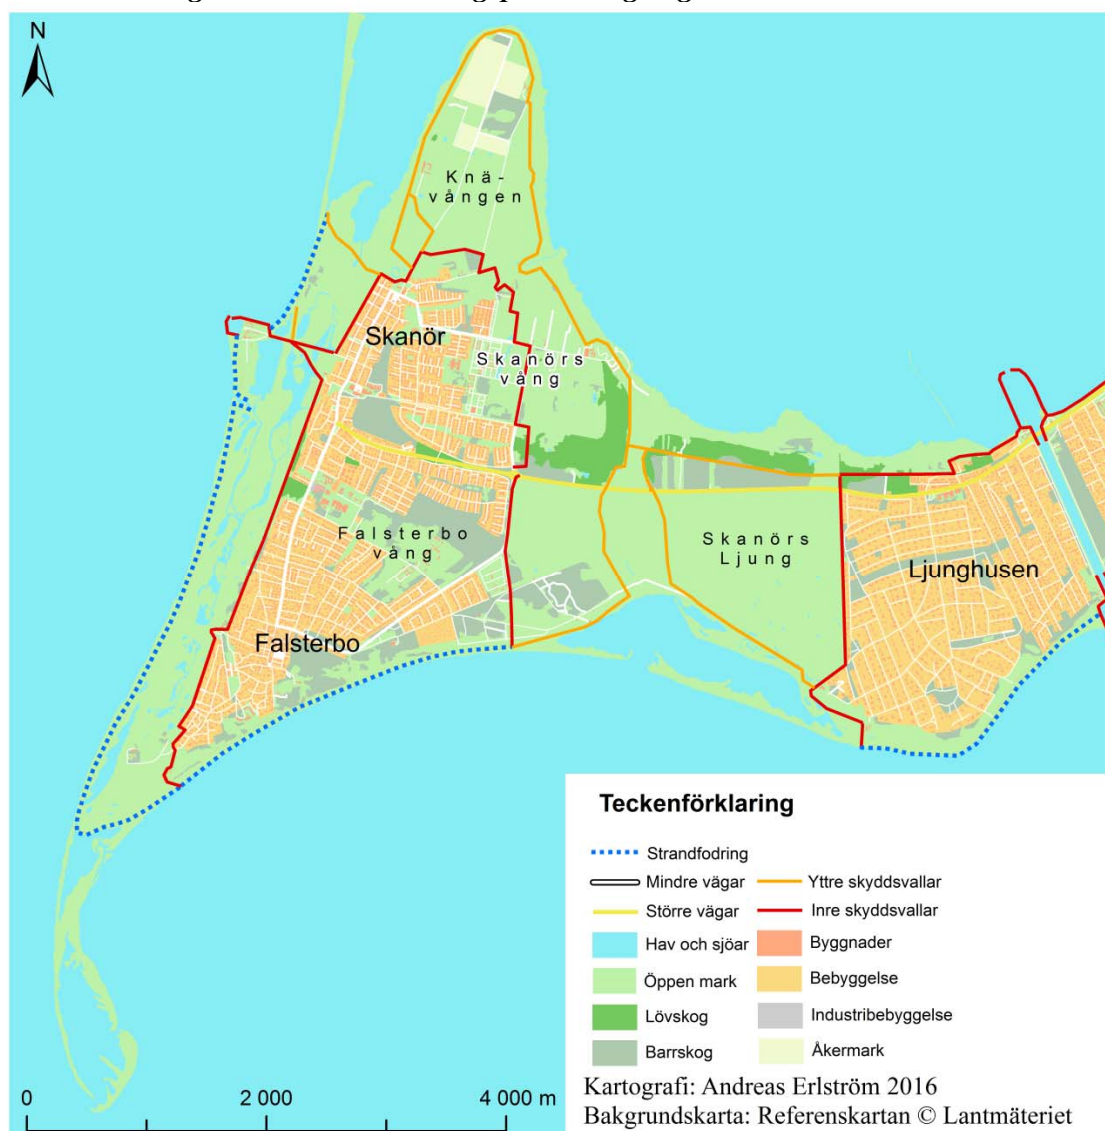 N
Knä-
vången
Skanör
Skanörs
vång
Falsterbo
vång
Skanörs
Ljung
Ljunghusen
Falsterbo
Teckenförklaring
Strandfodring
Mindre vägar
Yttre skyddsvallar
Större vägar
Inre skyddsvallar
Hav och sjöar
Byggnader
Öppen mark
Bebyggelse
Lövskog
Industribebyggelse
Barrskog
Åkermark
0 2 000 4 000 m
Kartografi: Andreas Erlström 2016
Bakgrundskarta: Referenskartan © Lantmäteriet